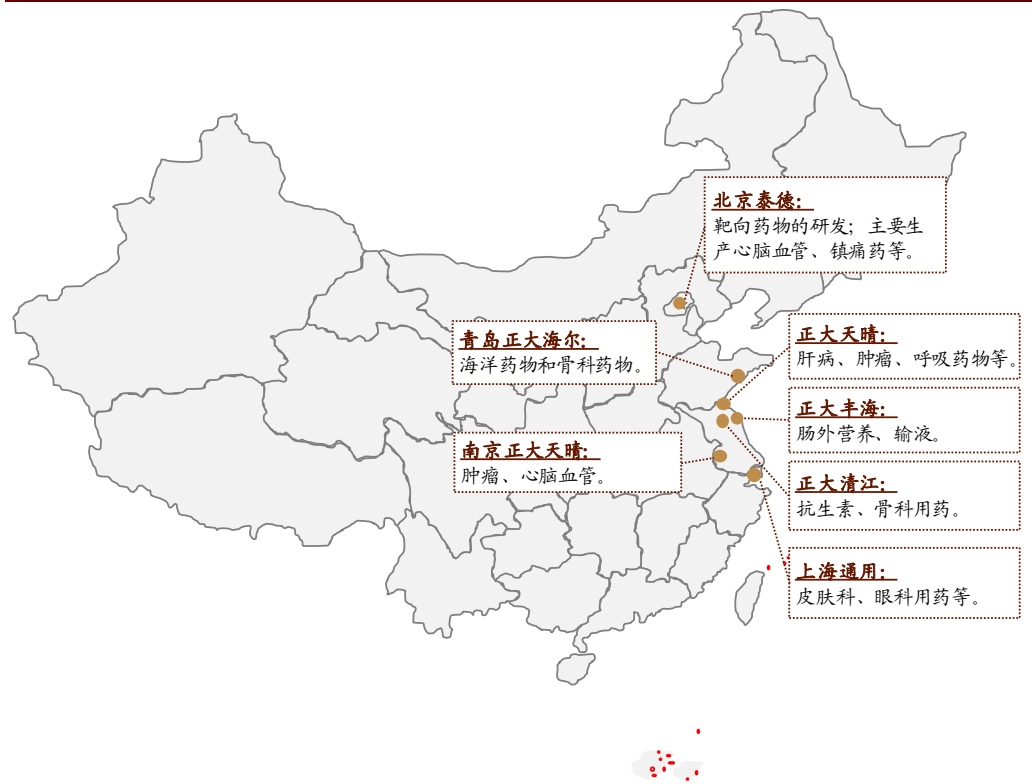 北京泰德：
靶向药物的研发；主要生
产心脑血管、镇痛药等。
青岛正大海尔：
海洋药物和骨科药物。
正大天晴：
肝病、肿瘤、呼吸药物等。
正大丰海：
肠外营养、输液。
南京正大天晴：
肿瘤、心脑血管。
正大清江：
抗生素、骨科用药。
上海通用：
皮肤科、眼科用药等。